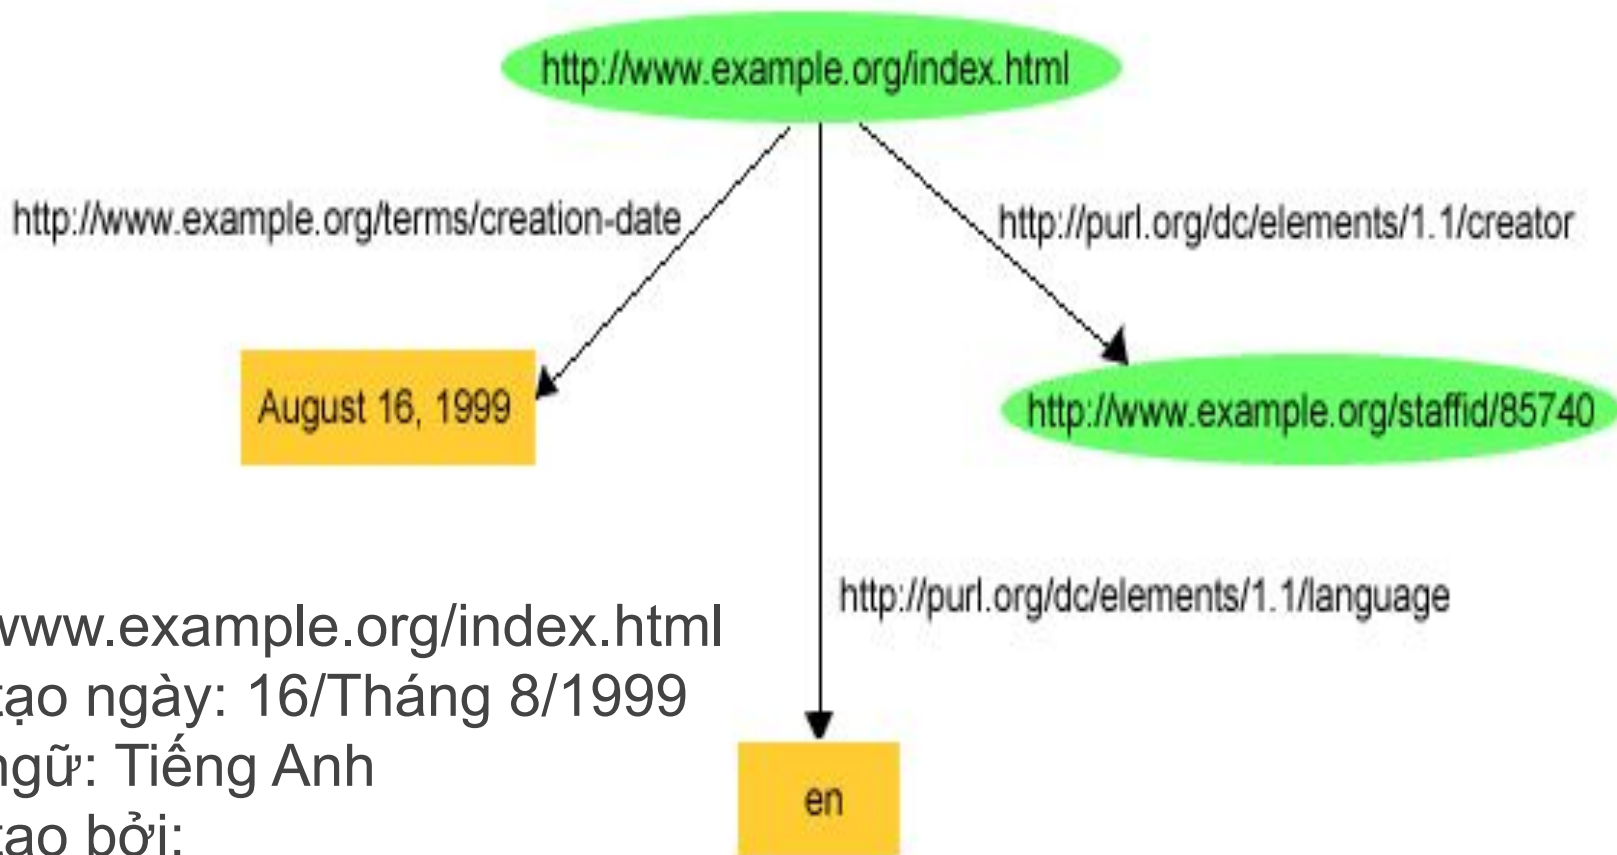 http://www.example.org/index.html
http://www.example.org/terms/creation-date
http://purl.org/dc/elements/1.1/creator
August 16, 1999
http://www.example.org/staffid/85740
http://purl.org/dc/elements/1.1/language
www.example.org/index.html
tạo ngày: 16/Tháng 8/1999
ngữ: Tiếng Anh
tạo bởi:
en